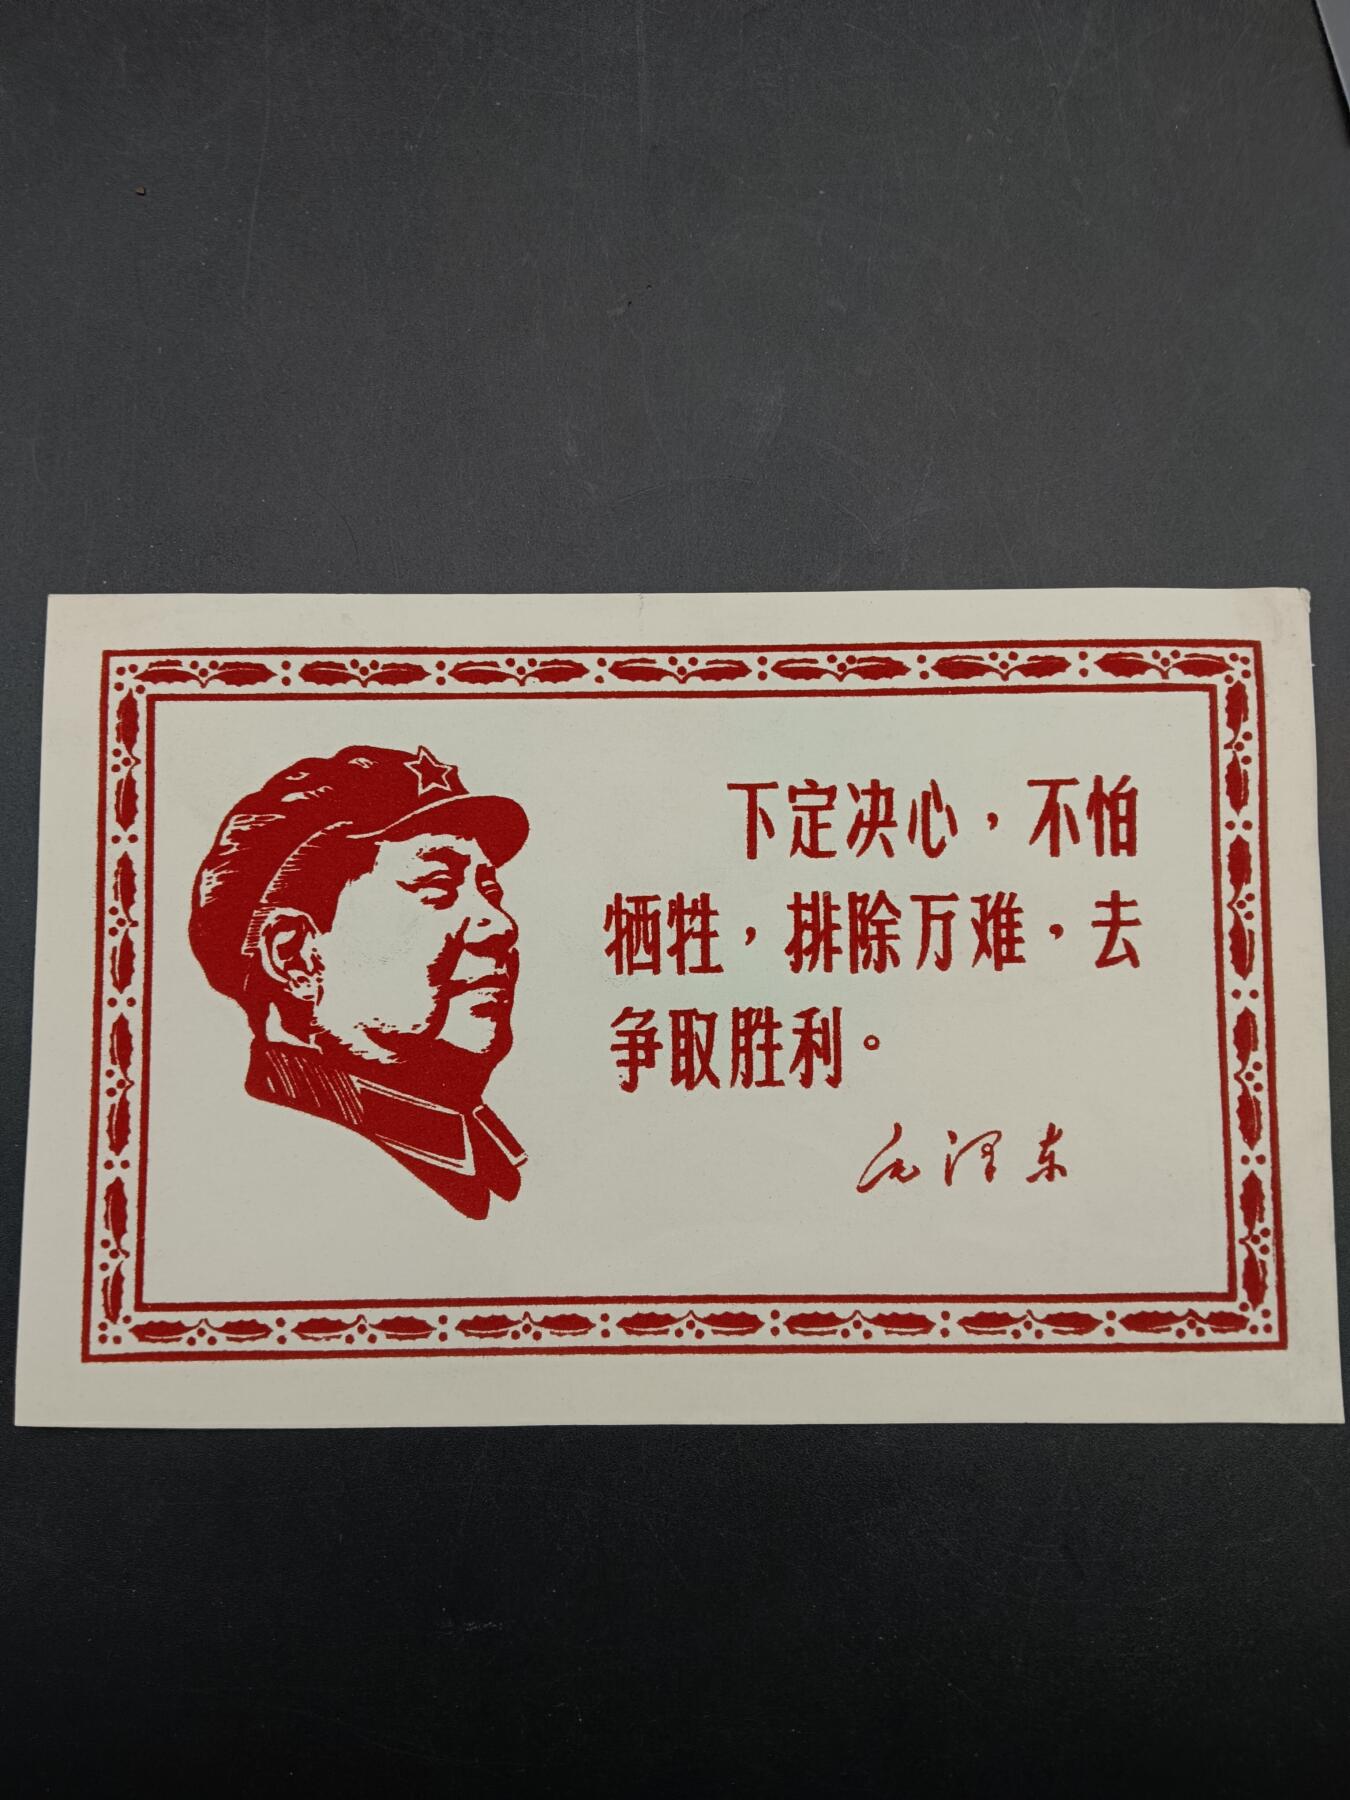 下定决心，不怕
牺牲，排除万难，去
争取胜利。
毛泽东